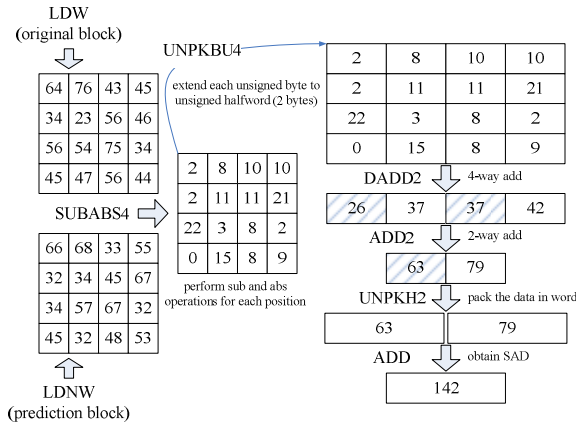 LDW
(original block)
64 76 43 45
34 23 56 46
56 54 75 34
45 47 56 44
SUBABS4
66 68 33 55
32 34 45 67
34 57 67 32
45 32 48 53
LDNW
(prediction block)
UNPKBU4
extend each unsigned byte to
unsigned halfword (2 bytes)
2 8 10 10
2 11 11 21
22 3 8 2
0 15 8 9
perform sub and abs
operations for each position
2 8 10 10
2 11 11 21
22 3 8 2
0 15 8 9
DADD2 4-way add
26 37 37 42
ADD2 2-way add
63 79
UNPKH2 pack the data in word
63 79
ADD obtain SAD
142